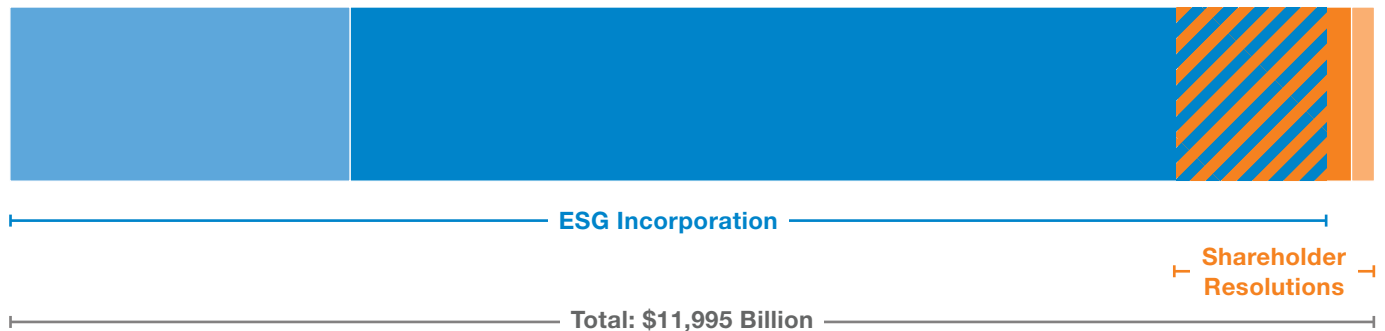 ESG Incorporation
Shareholder
Resolutions
Total: $11,995 Billion